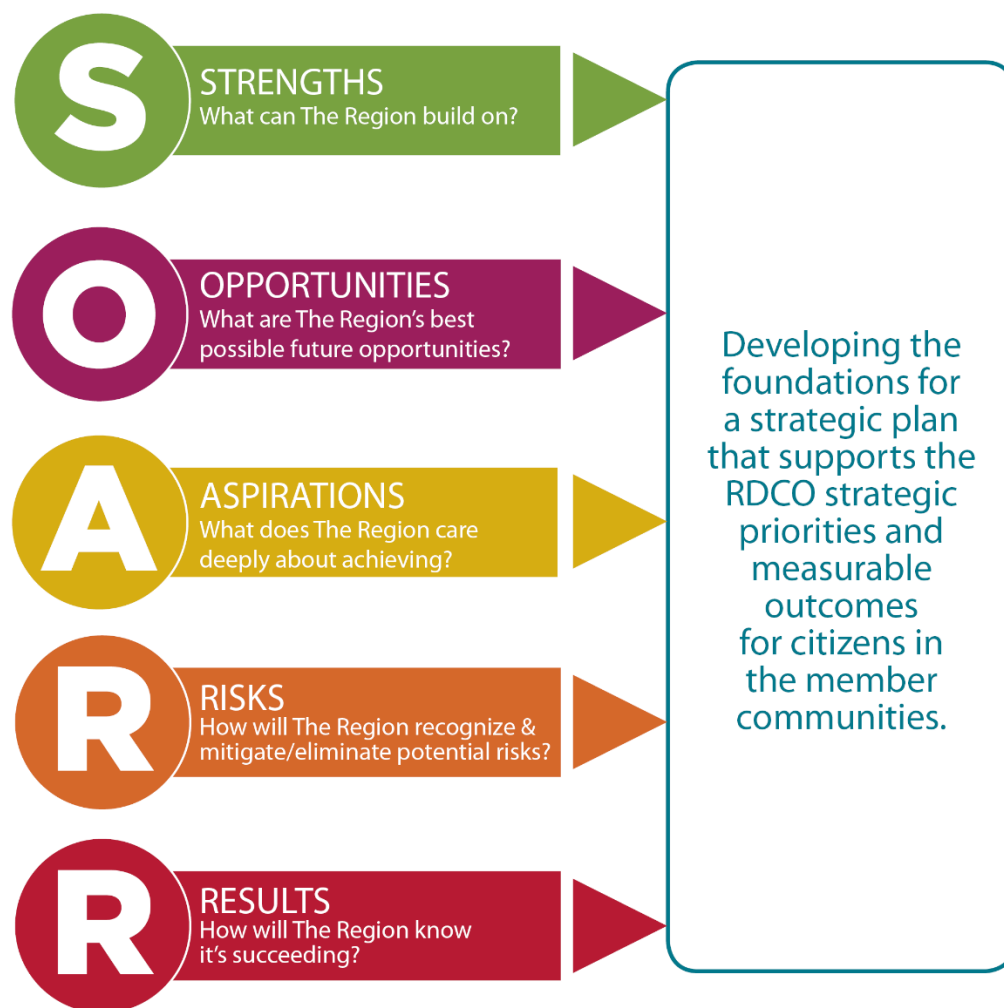 S
STRENGTHS
What can The Region build on?
O
OPPORTUNITIES
What are The Region's best
possible future opportunities?
A
ASPIRATIONS
What does The Region care
deeply about achieving?
R
RISKS
How will The Region recognize &
mitigate/eliminate potential risks?
R
RESULTS
How will The Region know
it's succeeding?
Developing the
foundations for
a strategic plan
that supports the
RDCO strategic
priorities and
measurable
outcomes
for citizens in
the member
communities.